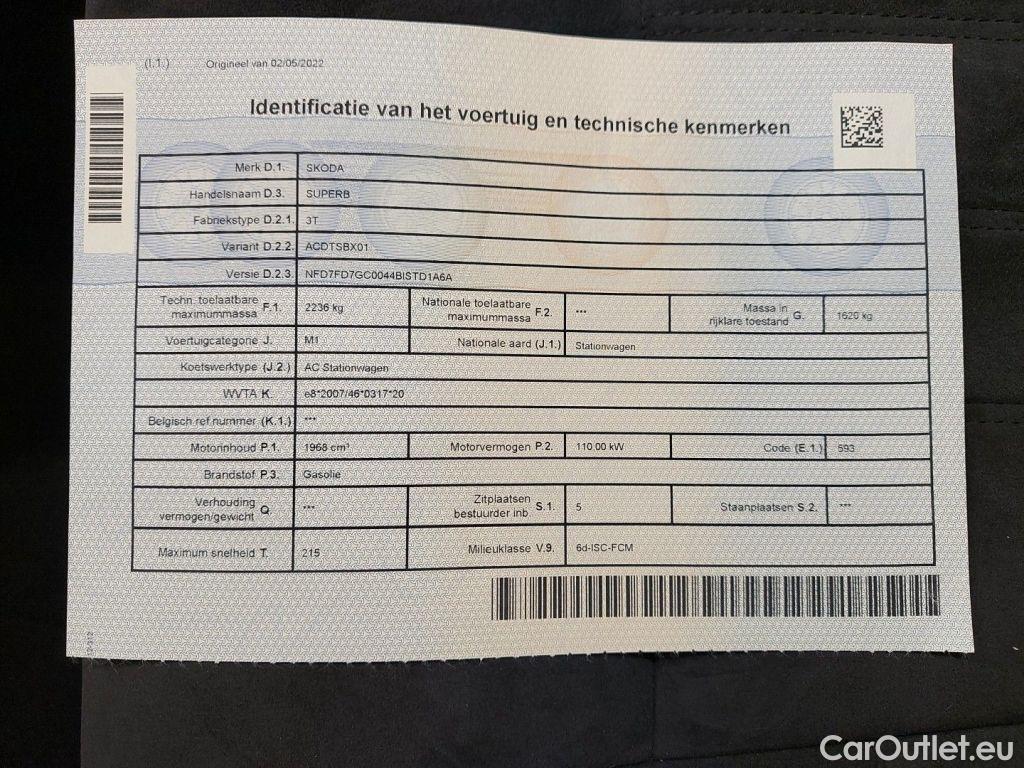 (I.1.) Origineel van 02/05/2022
Identificatie van het voertuig en technische kenmerken
Merk D.1. SKODA
Handelsnaam D.3. SUPERB
Fabriekstype D.2.1. 3T
Variant D.2.2. ACDTSBX01
Versie D.2.3. NFD7FD7GC0044BISTD1A6A
Techn. toelaatbare maximummassa F.1. 2236 kg Nationale toelaatbare maximummassa F.2. *** Massa in rijklare toestand G. 1620 kg
Voertuigcategorie J. M1 Nationale aard (J.1.) Stationwagen
Koetswerktype (J.2.) AC Stationwagen
WVTA K. e8*2007/46*0317*20
Belgisch ref.nummer (K.1.) ***
Motorinhoud P.1. 1968 cm³ Motorvermogen P.2. 110.00 kW Code (E.1.) 593
Brandstof P.3. Gasolie
Verhouding vermogen/gewicht Q. *** Zitplaatsen bestuurder inb. S.1. 5 Staanplaatsen S.2. ***
Maximum snelheid T. 215 Milieuklasse V.9. 6d-ISC-FCM
CarOutlet.eu